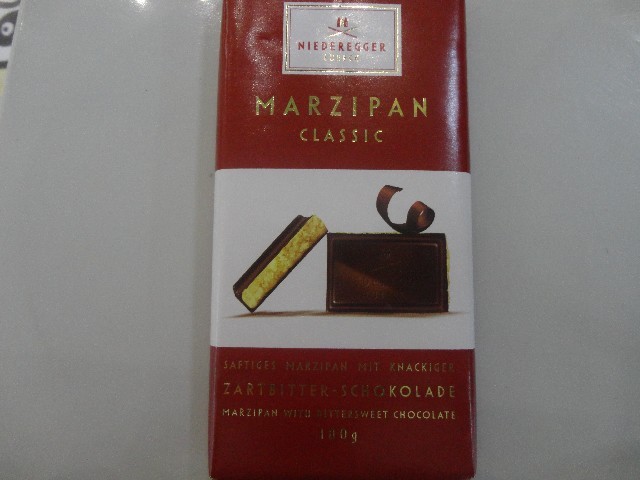 NIEDEREGGER
LÜBECK
MARZIPAN
CLASSIC
SAFTIGES MARZIPAN MIT KNACKIGER
ZARTBITTER-SCHOKOLADE
MARZIPAN WITH BITTERSWEET CHOCOLATE
100g